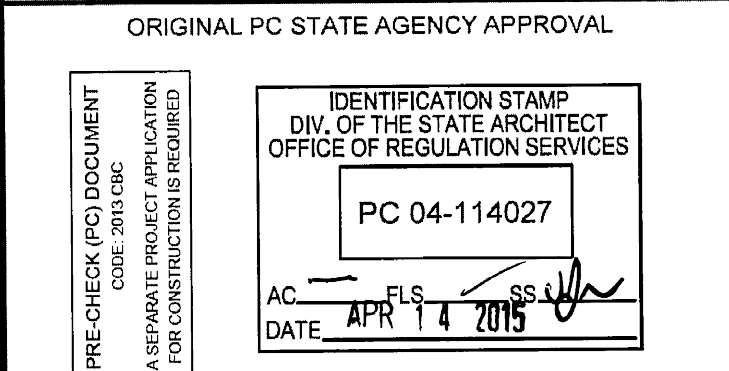 ORIGINAL PC STATE AGENCY APPROVAL
PRE-CHECK (PC) DOCUMENT
CODE: 2013 CBC
A SEPARATE PROJECT APPLICATION
FOR CONSTRUCTION IS REQUIRED
IDENTIFICATION STAMP
DIV. OF THE STATE ARCHITECT
OFFICE OF REGULATION SERVICES
PC 04-114027
AC FLS SS
DATE APR 14 2015